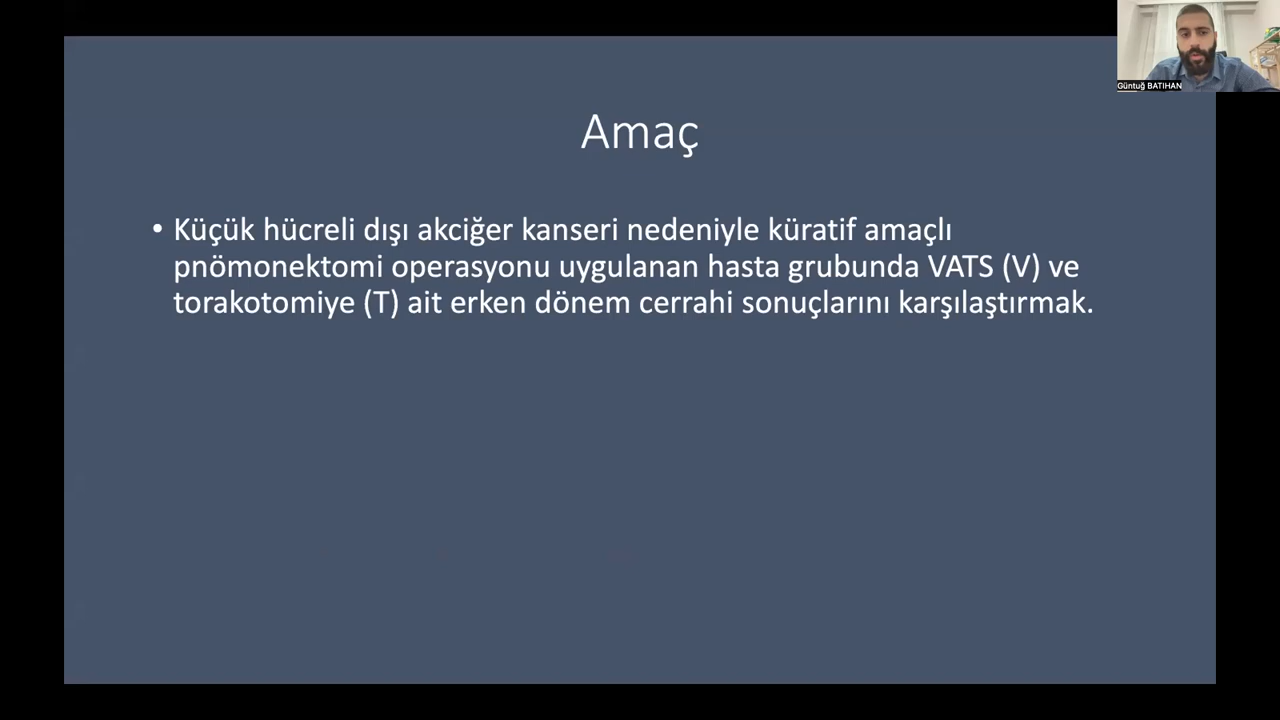 Güntuğ BATIHAN
Amaç
• Küçük hücreli dışı akciğer kanseri nedeniyle küratif amaçlı
pnömonektomi operasyonu uygulanan hasta grubunda VATS (V) ve
torakotomiye (T) ait erken dönem cerrahi sonuçlarını karşılaştırmak.